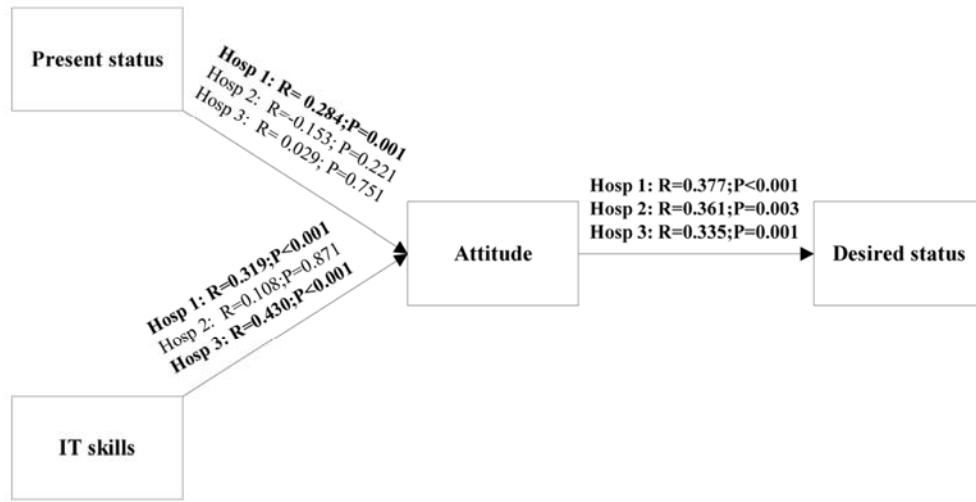 Present status
Hosp 1: R= 0.284;P=0.001
Hosp 2:  R=-0.153; P=0.221
Hosp 3:  R= 0.029; P=0.751
Hosp 1: R=0.377;P<0.001
Hosp 2: R=0.361;P=0.003
Hosp 3: R=0.335;P=0.001
Attitude
Desired status
Hosp 1: R=0.319;P<0.001
Hosp 2:  R=0.108;P=0.871
Hosp 3: R=0.430;P<0.001
IT skills